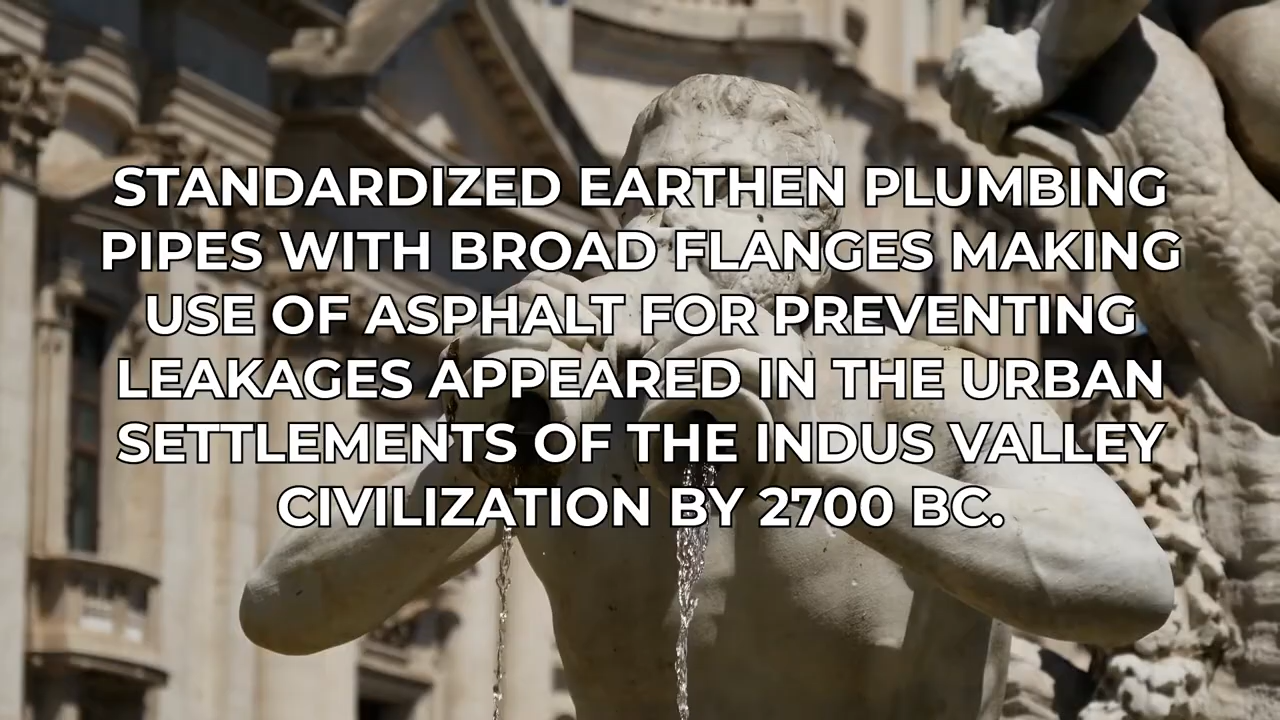 STANDARDIZED EARTHEN PLUMBING
PIPES WITH BROAD FLANGES MAKING
USE OF ASPHALT FOR PREVENTING
LEAKAGES APPEARED IN THE URBAN
SETTLEMENTS OF THE INDUS VALLEY
CIVILIZATION BY 2700 BC.